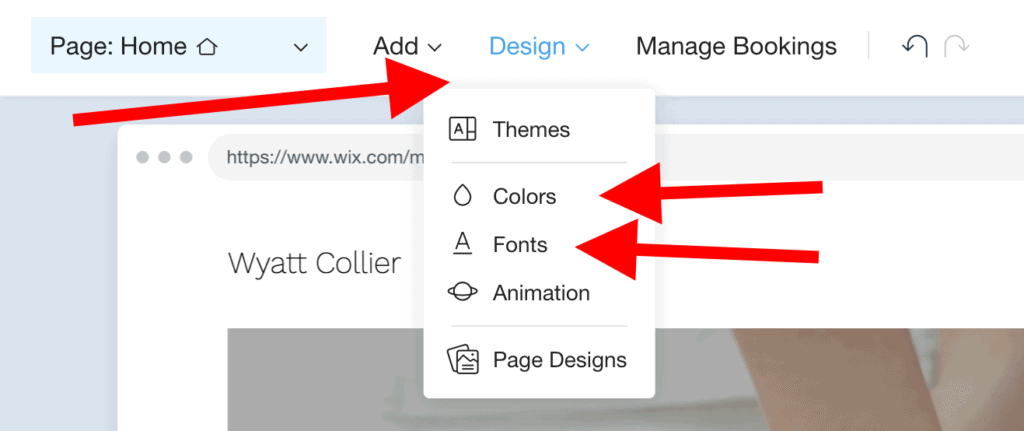 Page: Home
Add
Design
Manage Bookings
Themes
https://www.wix.com/m
Colors
Fonts
Wyatt Collier
Animation
Page Designs